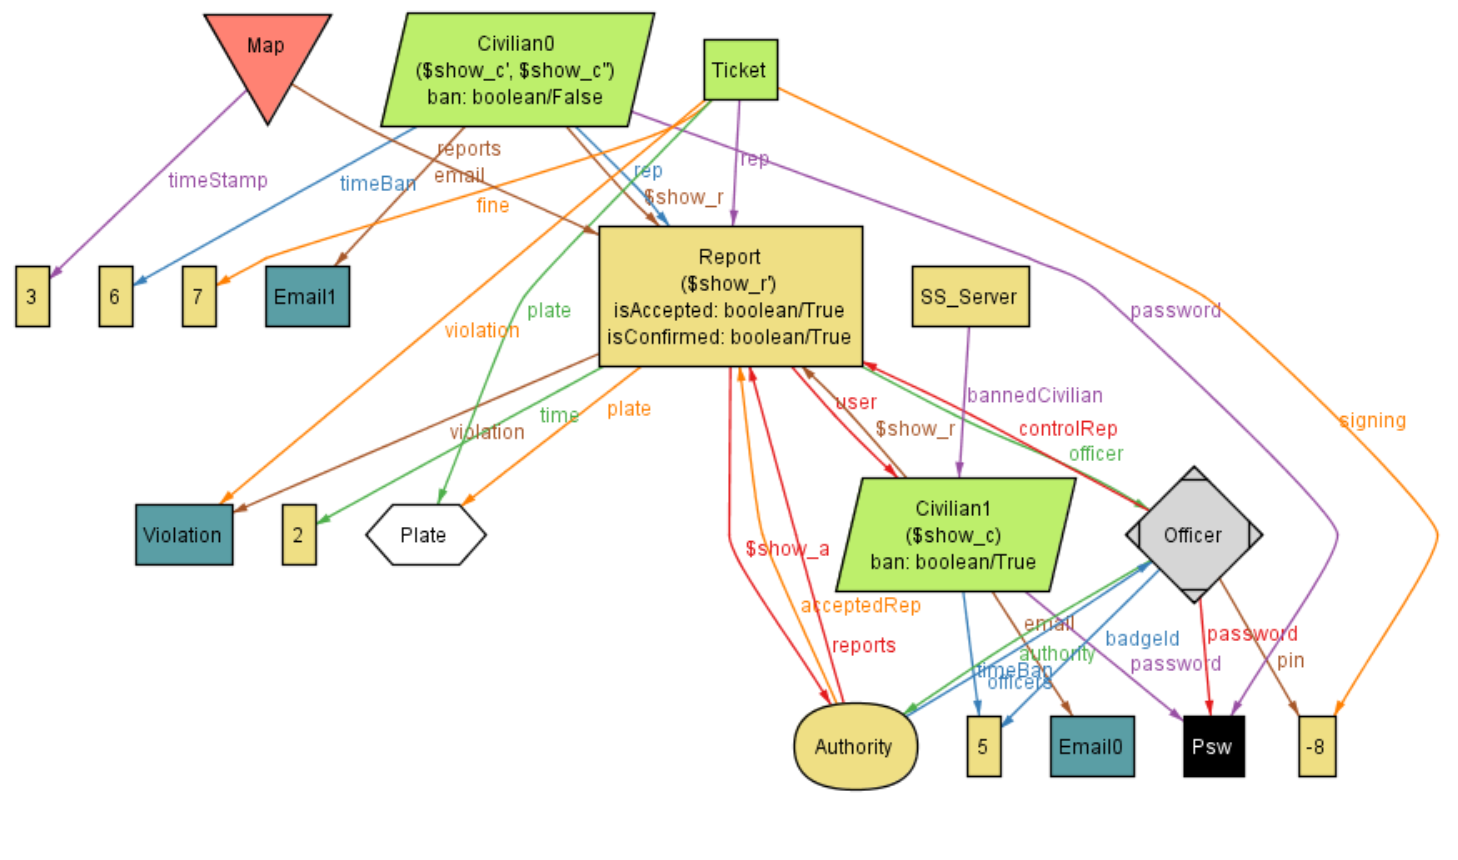 Map
Civilian0
($show_c', $show_c")
ban: boolean/False
Ticket
reports
email
rep
rep
timeStamp
timeBan
$show_r
fine
Report
($show_r')
isAccepted: boolean/True
isConfirmed: boolean/True
3
6
7
Email1
SS_Server
plate
password
violation
bannedCivilian
user
plate
time
$show_r
controlRep
signing
violation
officer
Civilian1
($show_c)
ban: boolean/True
Violation
2
Plate
Officer
$show_a
acceptedRep
email
badgeId
password
reports
authority
timeBan
password
pin
officers
Authority
5
Email0
Psw
-8